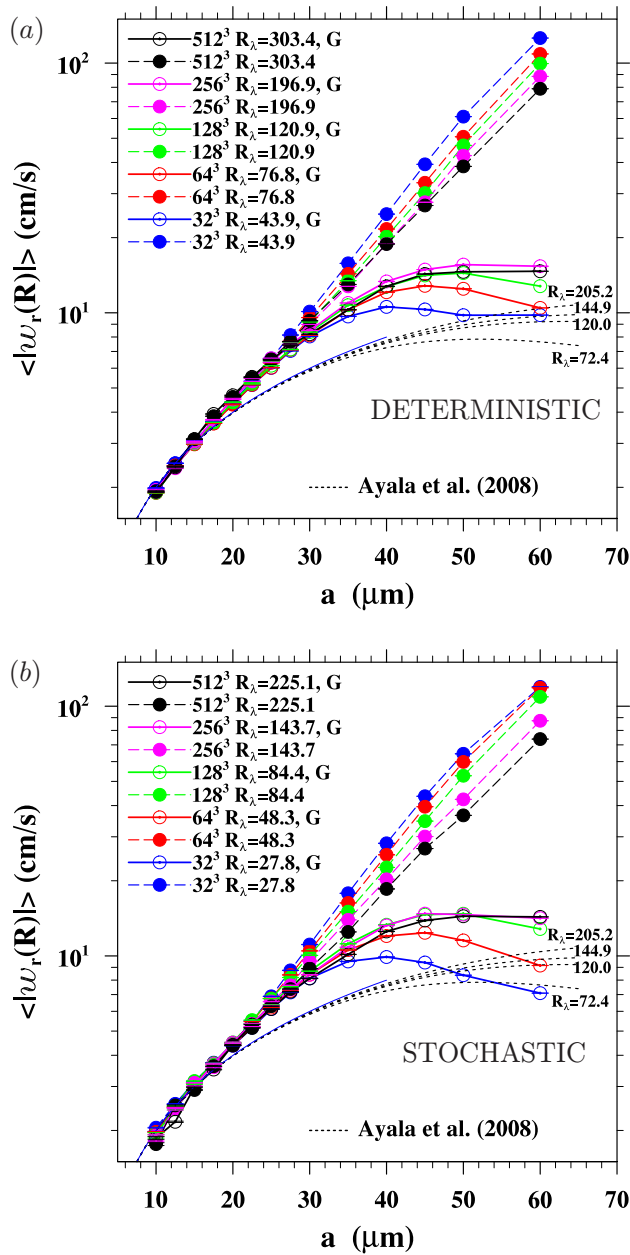 (a)
512³ Rλ=303.4, G
512³ Rλ=303.4
256³ Rλ=196.9, G
256³ Rλ=196.9
128³ Rλ=120.9, G
128³ Rλ=120.9
64³ Rλ=76.8, G
64³ Rλ=76.8
32³ Rλ=43.9, G
32³ Rλ=43.9
10²
10¹
<|wr(R)|> (cm/s)
Rλ=205.2
144.9
120.0
Rλ=72.4
DETERMINISTIC
Ayala et al. (2008)
10 20 30 40 50 60 70
a (μm)
(b)
512³ Rλ=225.1, G
512³ Rλ=225.1
256³ Rλ=143.7, G
256³ Rλ=143.7
128³ Rλ=84.4, G
128³ Rλ=84.4
64³ Rλ=48.3, G
64³ Rλ=48.3
32³ Rλ=27.8, G
32³ Rλ=27.8
10²
10¹
<|wr(R)|> (cm/s)
Rλ=205.2
144.9
120.0
Rλ=72.4
STOCHASTIC
Ayala et al. (2008)
10 20 30 40 50 60 70
a (μm)